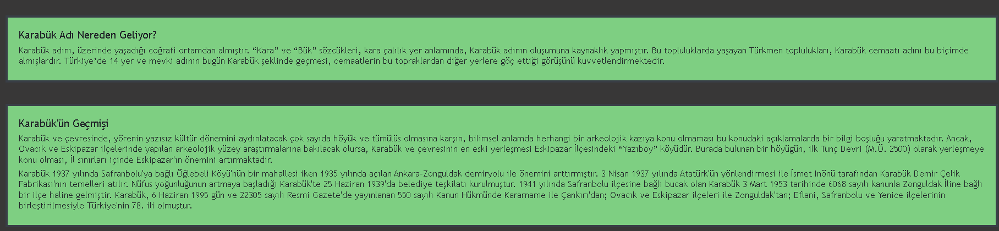 Karabük Adı Nereden Geliyor?
Karabük adını, üzerinde yaşadığı coğrafi ortamdan almıştır. “Kara” ve “Bük” sözcükleri, kara çalılık yer anlamında, Karabük adının oluşumuna kaynaklık yapmıştır. Bu topluluklarda yaşayan Türkmen toplulukları, Karabük cemaatı adını bu biçimde
almışlardır. Türkiye’de 14 yer ve mevki adının bugün Karabük şeklinde geçmesi, cemaatlerin bu topraklardan diğer yerlere göç ettiği görüşünü kuvvetlendirmektedir.
Karabük'ün Geçmişi
Karabük ve çevresinde, yörenin yazısız kültür dönemini aydınlatacak çok sayıda höyük ve tümülüs olmasına karşın, bilimsel anlamda herhangi bir arkeolojik kazıya konu olmaması bu konudaki açıklamalarda bir bilgi boşluğu yaratmaktadır. Ancak,
Ovacık ve Eskipazar ilçelerinde yapılan arkeolojik yüzey araştırmalarına bakılacak olursa, Karabük ve çevresinin en eski yerleşmesi Eskipazar İlçesindeki “Yazıboy” köyüdür. Burada bulunan bir höyüğün, ilk Tunç Devri (M.Ö. 2500) olarak yerleşmeye
konu olması, İl sınırları içinde Eskipazar'ın önemini artırmaktadır.
Karabük 1937 yılında Safranbolu'ya bağlı Öğlebeli Köyü'nün bir mahallesi iken 1935 yılında açılan Ankara-Zonguldak demiryolu ile önemini arttırmıştır. 3 Nisan 1937 yılında Atatürk'ün yönlendirmesi ile İsmet Inönü tarafından Karabük Demir Çelik
Fabrikası'nın temelleri atılır. Nüfus yoğunluğunun artmaya başladığı Karabük'te 25 Haziran 1939'da belediye teşkilatı kurulmuştur. 1941 yılında Safranbolu ilçesine bağlı bucak olan Karabük 3 Mart 1953 tarihinde 6068 sayılı kanunla Zonguldak İline bağlı
bir ilçe haline gelmiştir. Karabük, 6 Haziran 1995 gün ve 22305 sayılı Resmi Gazete'de yayınlanan 550 sayılı Kanun Hükmünde Kararname ile Çankırı'dan; Ovacık ve Eskipazar ilçeleri ile Zonguldak'tan; Eflani, Safranbolu ve Yenice ilçelerinin
birleştirilmesiyle Türkiye'nin 78. ili olmuştur.